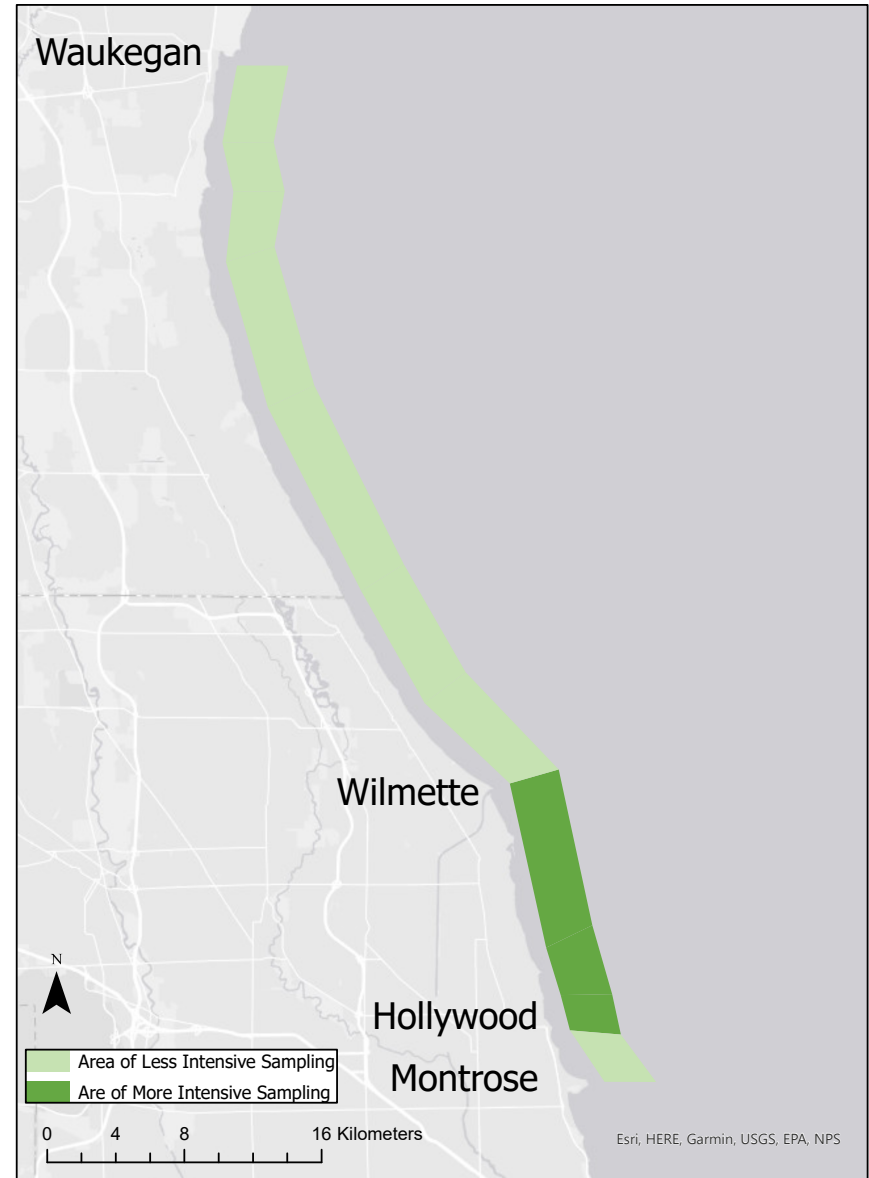 Waukegan
Wilmette
N
Hollywood
Area of Less Intensive Sampling
Are of More Intensive Sampling
Montrose
0 4 8 16 Kilometers
Esri, HERE, Garmin, USGS, EPA, NPS